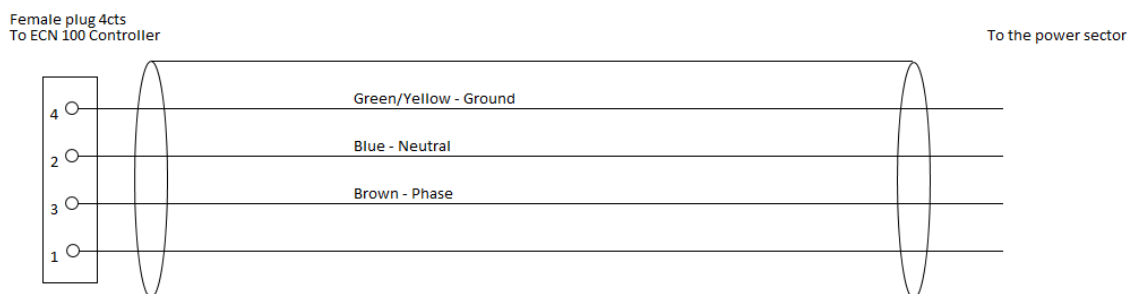 Female plug 4cts
To ECN 100 Controller
To the power sector
4
Green/Yellow - Ground
2
Blue - Neutral
3
Brown - Phase
1